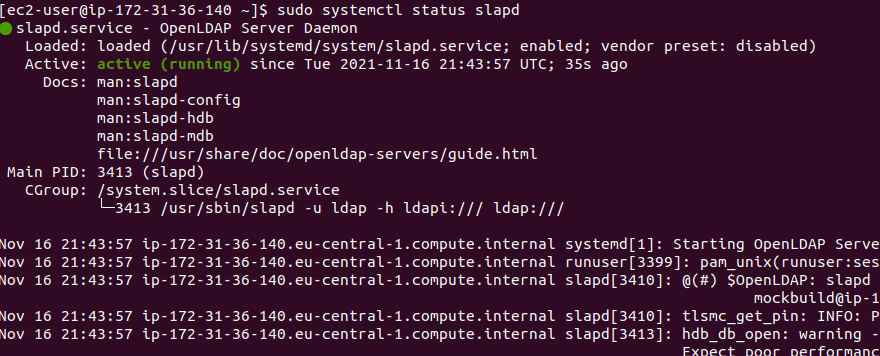 [ec2-user@ip-172-31-36-140 ~]$ sudo systemctl status slapd
● slapd.service - OpenLDAP Server Daemon
   Loaded: loaded (/usr/lib/systemd/system/slapd.service; enabled; vendor preset: disabled)
   Active: active (running) since Tue 2021-11-16 21:43:57 UTC; 35s ago
     Docs: man:slapd
           man:slapd-config
           man:slapd-hdb
           man:slapd-mdb
           file:///usr/share/doc/openldap-servers/guide.html
 Main PID: 3413 (slapd)
   CGroup: /system.slice/slapd.service
           └─3413 /usr/sbin/slapd -u ldap -h ldapi:/// ldap:///
Nov 16 21:43:57 ip-172-31-36-140.eu-central-1.compute.internal systemd[1]: Starting OpenLDAP Serve
Nov 16 21:43:57 ip-172-31-36-140.eu-central-1.compute.internal runuser[3399]: pam_unix(runuser:ses
Nov 16 21:43:57 ip-172-31-36-140.eu-central-1.compute.internal slapd[3410]: @(#) $OpenLDAP: slapd
mockbuild@ip-1
Nov 16 21:43:57 ip-172-31-36-140.eu-central-1.compute.internal slapd[3410]: tlsmc_get_pin: INFO: P
Nov 16 21:43:57 ip-172-31-36-140.eu-central-1.compute.internal slapd[3413]: hdb_db_open: warning -
Expect poor performanc